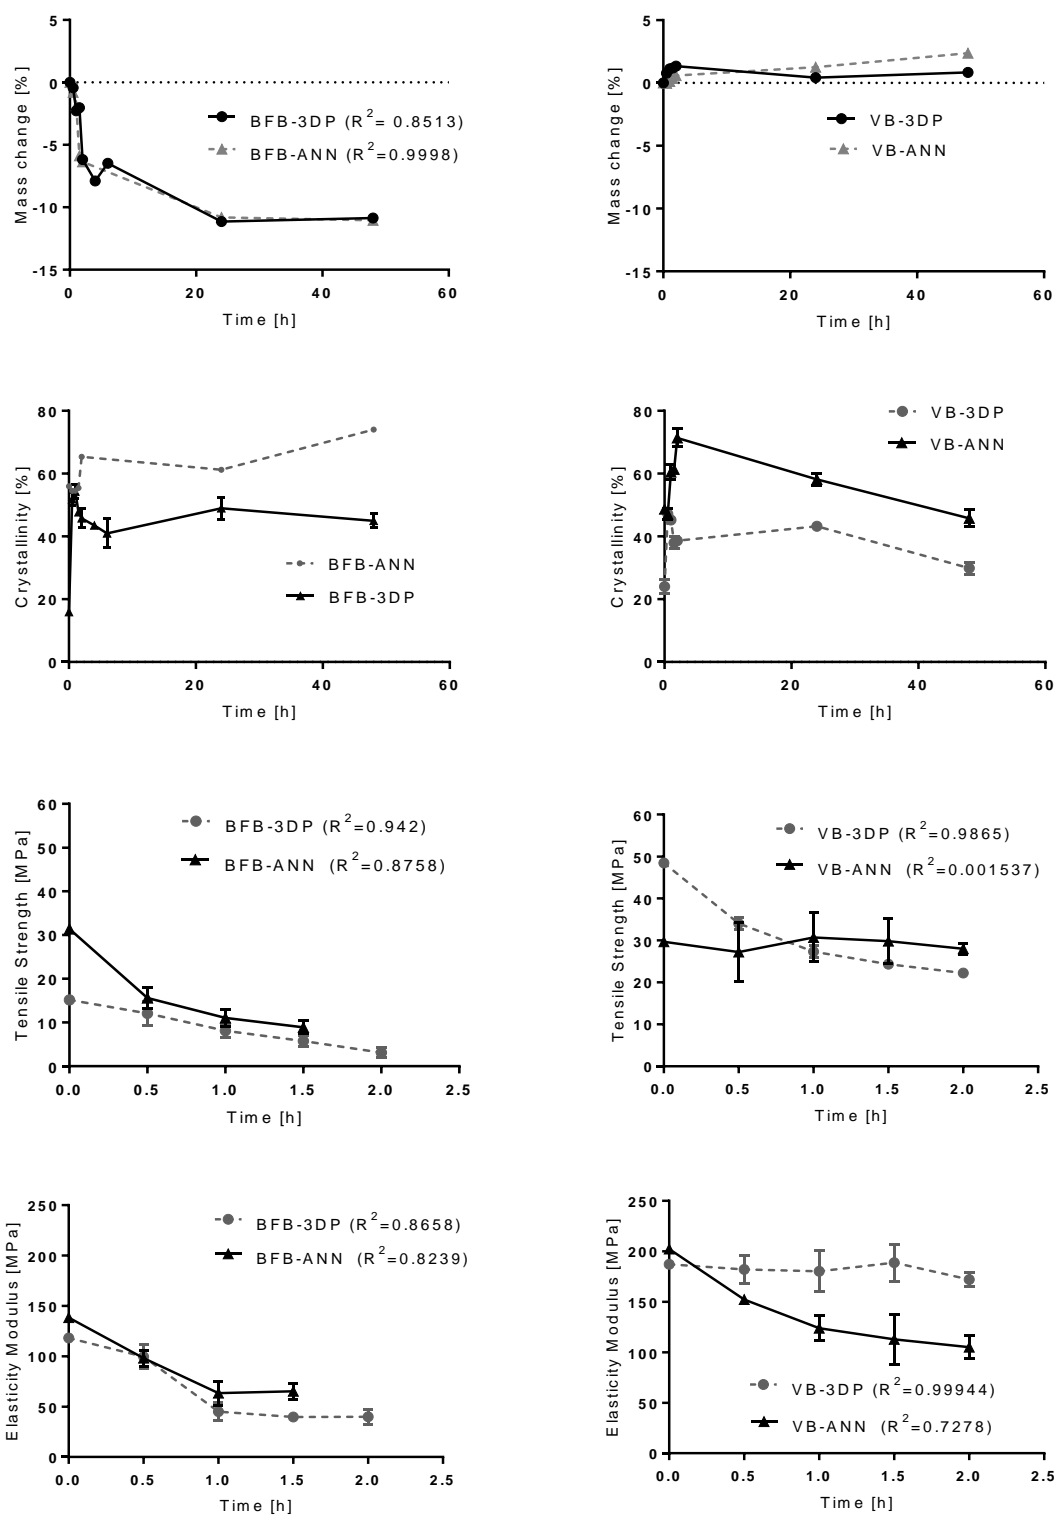 5
0
-5
-10
-15
Mass change [%]
BFB-3DP (R²= 0.8513)
BFB-ANN (R²=0.9998)
0 20 40 60
Time [h]
5
0
-5
-10
-15
Mass change [%]
VB-3DP
VB-ANN
0 20 40 60
Time [h]
80
60
40
20
0
Crystallinity [%]
BFB-ANN
BFB-3DP
0 20 40 60
Time [h]
80
60
40
20
0
Crystallinity [%]
VB-3DP
VB-ANN
0 20 40 60
Time [h]
60
50
40
30
20
10
0
Tensile Strength [MPa]
BFB-3DP (R²=0.942)
BFB-ANN (R²=0.8758)
0.0 0.5 1.0 1.5 2.0 2.5
Time [h]
60
50
40
30
20
10
0
Tensile Strength [MPa]
VB-3DP (R²=0.9865)
VB-ANN (R²=0.001537)
0.0 0.5 1.0 1.5 2.0 2.5
Time [h]
250
200
150
100
50
0
Elasticity Modulus [MPa]
BFB-3DP (R²=0.8658)
BFB-ANN (R²=0.8239)
0.0 0.5 1.0 1.5 2.0 2.5
Time [h]
250
200
150
100
50
0
Elasticity Modulus [MPa]
VB-3DP (R²=0.99944)
VB-ANN (R²=0.7278)
0.0 0.5 1.0 1.5 2.0 2.5
Time [h]